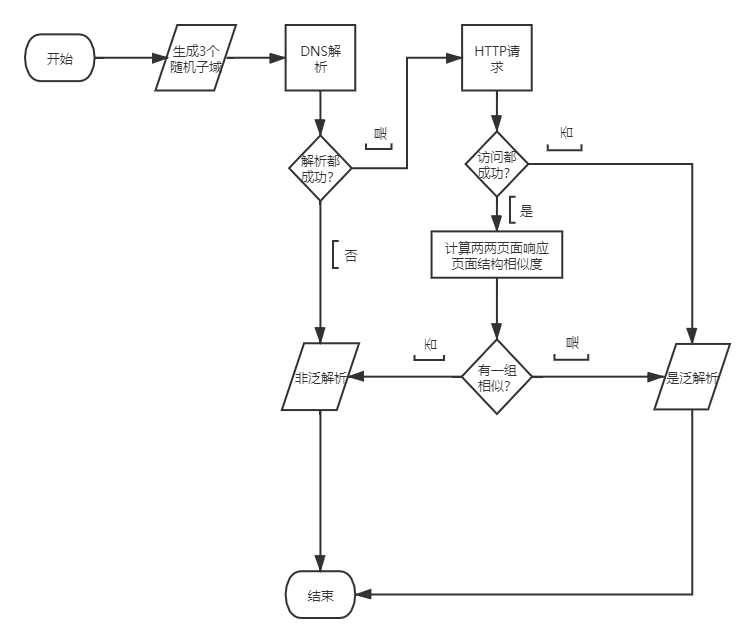 开始
生成3个
随机子域
DNS解
析
HTTP请
求
解析都
成功?
是
访问都
成功?
否
是
否
计算两两页面响应
页面结构相似度
非泛解析
否
有一组
相似?
是
是泛解析
结束